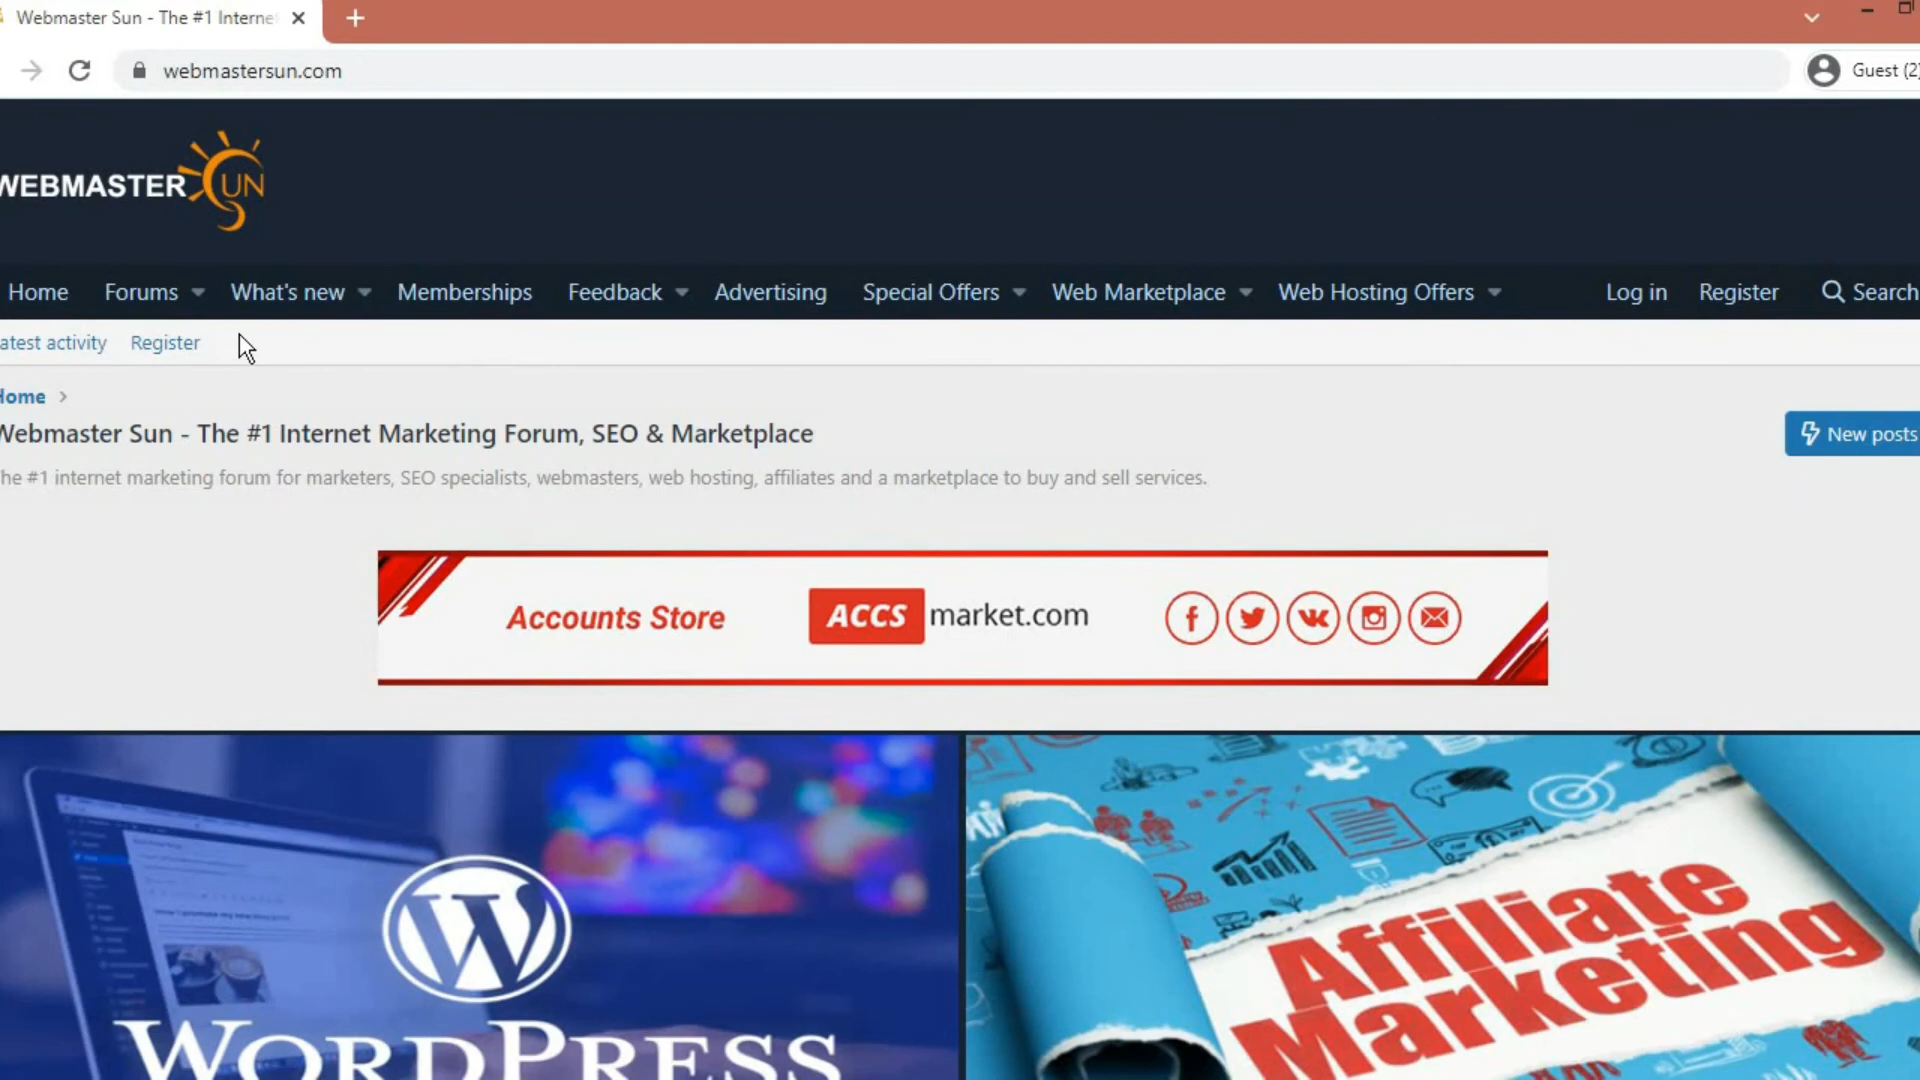 Webmaster Sun - The #1 Interne
webmastersun.com
Guest (2
WEBMASTER SUN
Home Forums What's new Memberships Feedback Advertising Special Offers Web Marketplace Web Hosting Offers Log in Register Search
atest activity Register
Home
Webmaster Sun - The #1 Internet Marketing Forum, SEO & Marketplace
New posts
he #1 internet marketing forum for marketers, SEO specialists, webmasters, web hosting, affiliates and a marketplace to buy and sell services.
Accounts Store ACCS market.com
WORDPRESS
Affiliate
Marketing